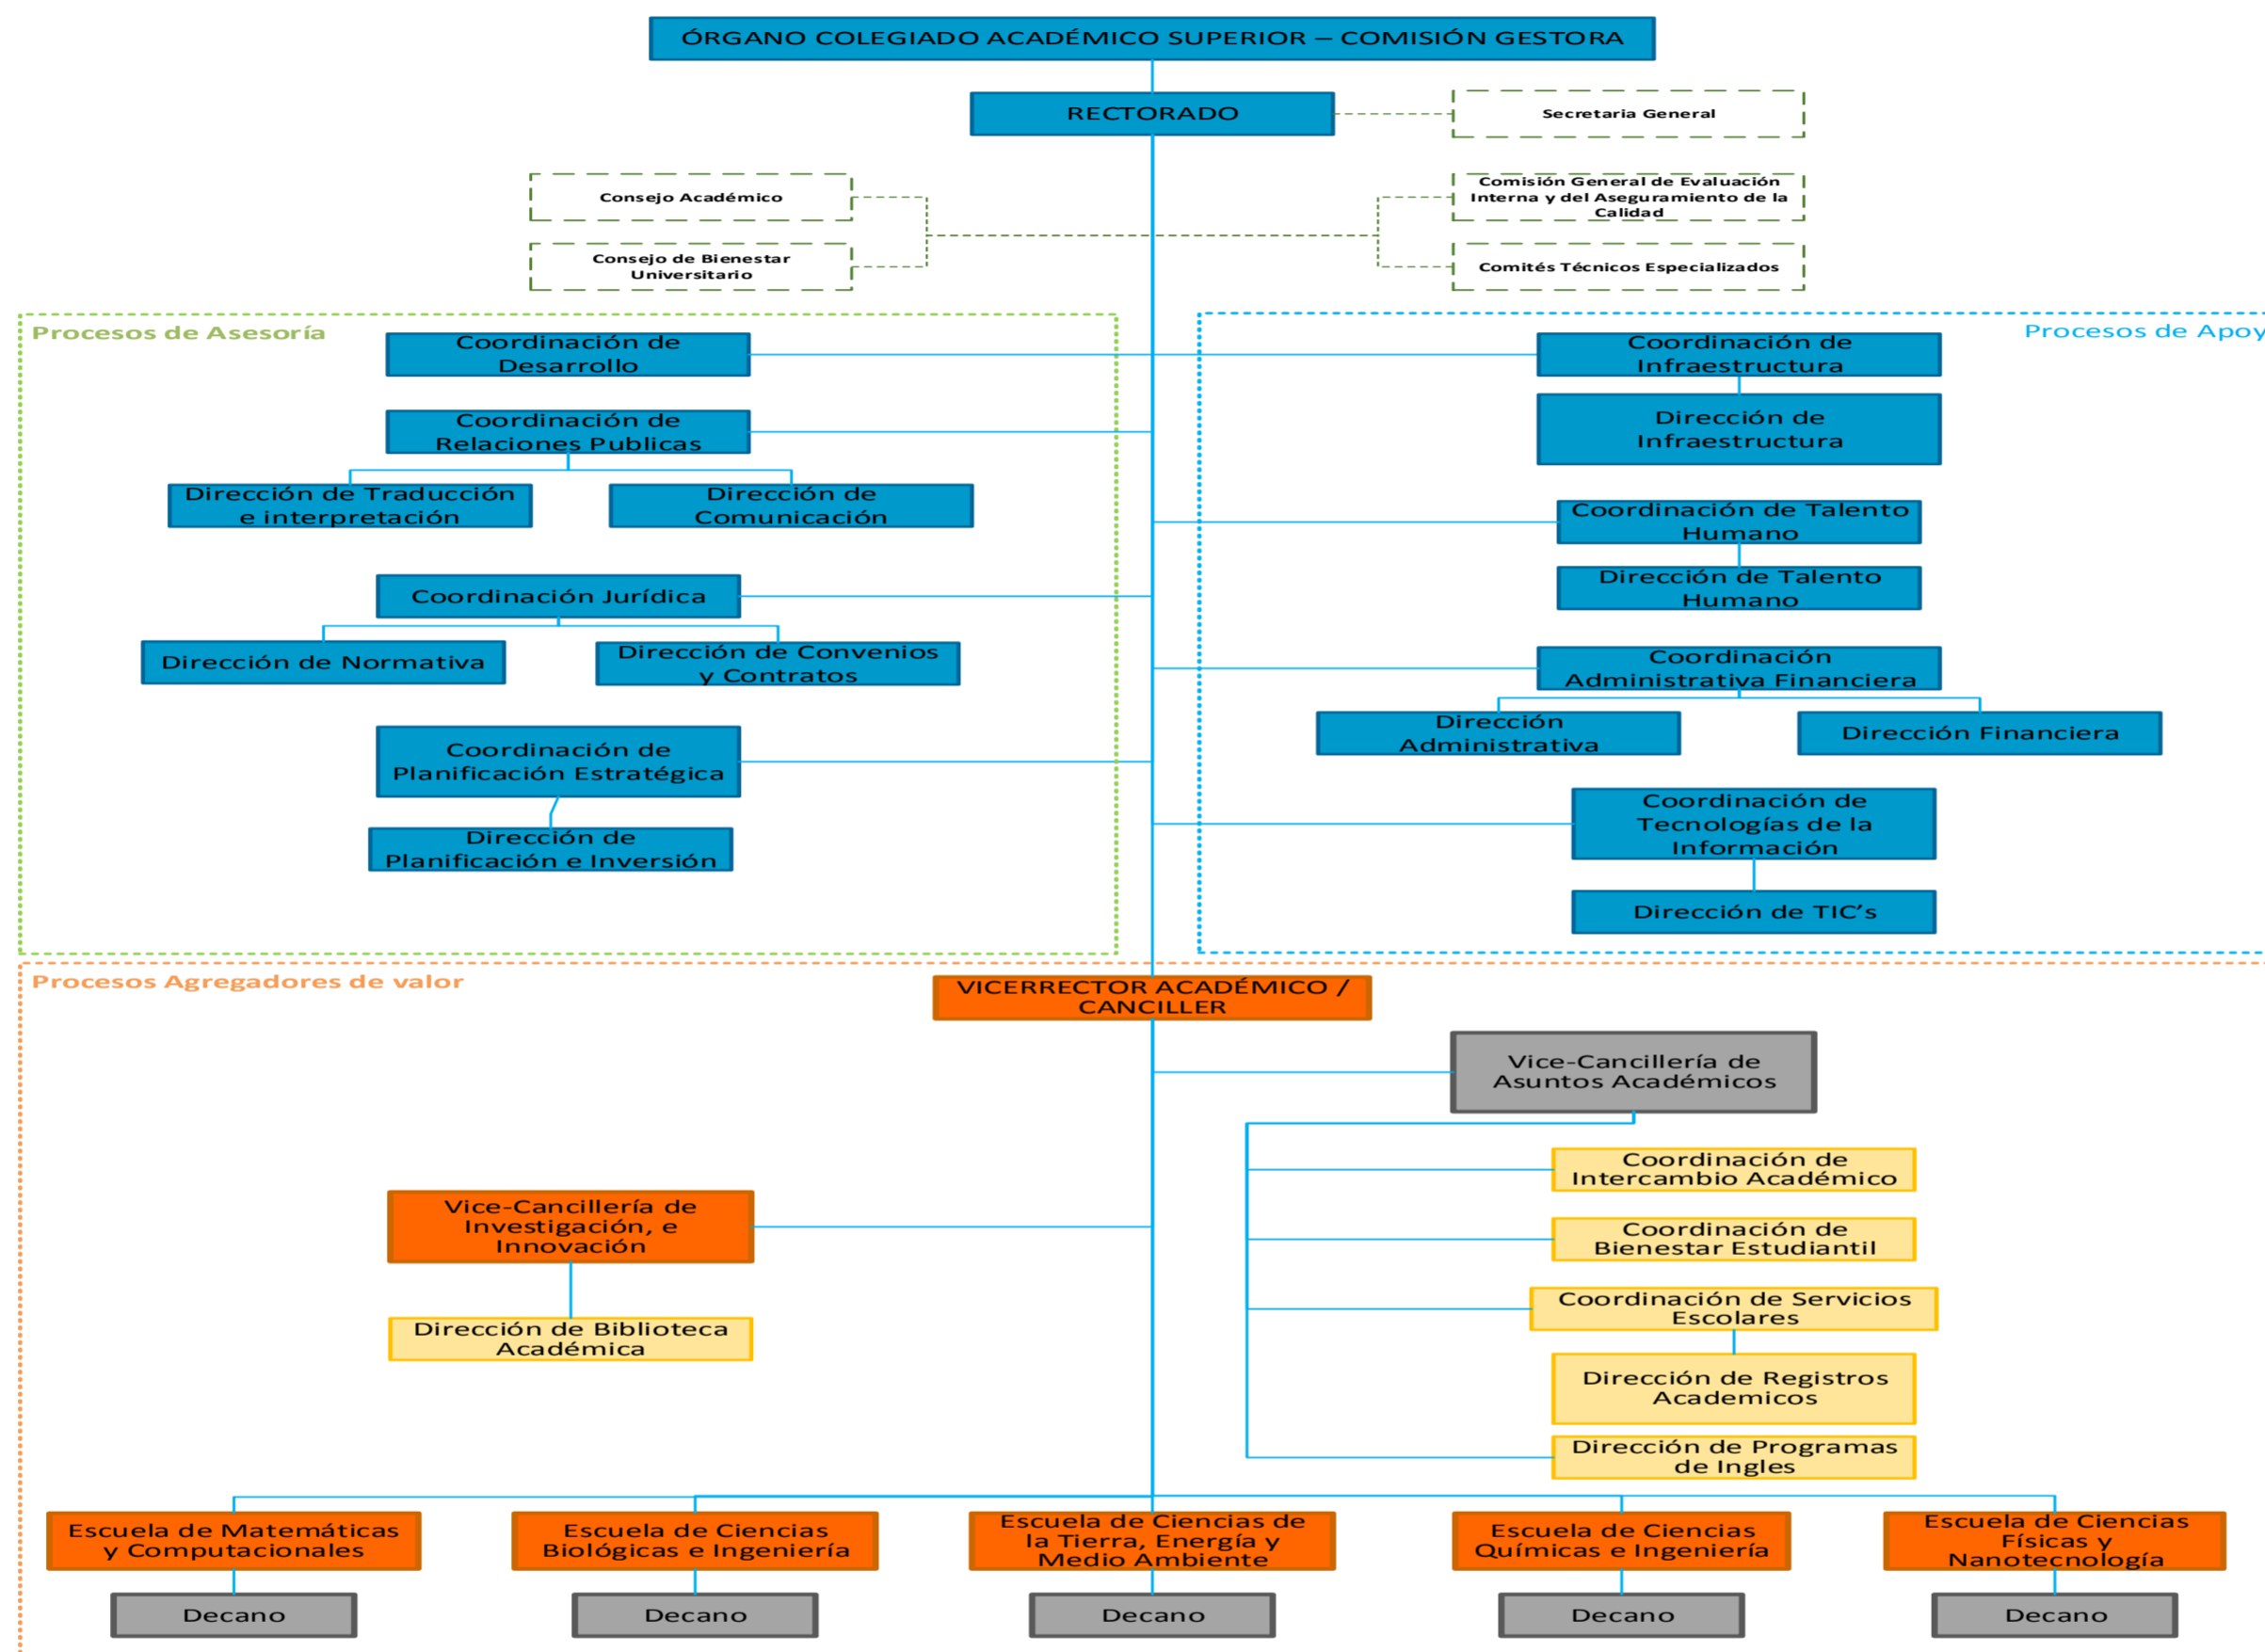 ÓRGANO COLEGIADO ACADÉMICO SUPERIOR – COMISIÓN GESTORA
RECTORADO
Secretaria General
Consejo Académico
Comisión General de Evaluación
Interna y del Aseguramiento de la
Calidad
Consejo de Bienestar
Universitario
Comités Técnicos Especializados
Procesos de Asesoría
Coordinación de
Desarrollo
Coordinación de
Relaciones Publicas
Dirección de Traducción
e interpretación
Dirección de
Comunicación
Coordinación Jurídica
Dirección de Normativa
Dirección de Convenios
y Contratos
Coordinación de
Planificación Estratégica
Dirección de
Planificación e Inversión
Procesos de Apoy
Coordinación de
Infraestructura
Dirección de
Infraestructura
Coordinación de Talento
Humano
Dirección de Talento
Humano
Coordinación
Administrativa Financiera
Dirección
Administrativa
Dirección Financiera
Coordinación de
Tecnologías de la
Información
Dirección de TIC’s
Procesos Agregadores de valor
VICERRECTOR ACADÉMICO /
CANCILLER
Vice-Cancillería de
Asuntos Académicos
Coordinación de
Intercambio Académico
Coordinación de
Bienestar Estudiantil
Coordinación de Servicios
Escolares
Dirección de Registros
Academicos
Dirección de Programas
de Ingles
Vice-Cancillería de
Investigación, e
Innovación
Dirección de Biblioteca
Académica
Escuela de Matemáticas
y Computacionales
Escuela de Ciencias
Biológicas e Ingeniería
Escuela de Ciencias de
la Tierra, Energía y
Medio Ambiente
Escuela de Ciencias
Químicas e Ingeniería
Escuela de Ciencias
Físicas y
Nanotecnología
Decano
Decano
Decano
Decano
Decano